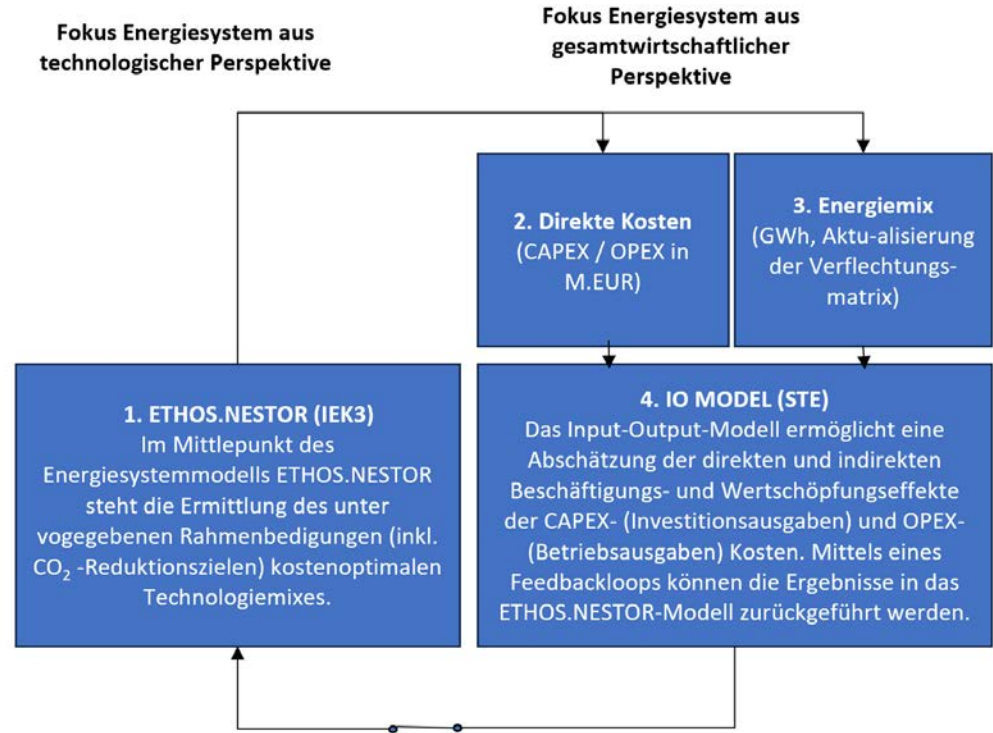 Fokus Energiesystem aus
technologischer Perspektive
Fokus Energiesystem aus
gesamtwirtschaftlicher
Perspektive
2. Direkte Kosten
(CAPEX / OPEX in
M.EUR)
3. Energiemix
(GWh, Aktu-alisierung
der Verflechtungs-
matrix)
1. ETHOS.NESTOR (IEK3)
Im Mittlepunkt des
Energiesystemmodells ETHOS.NESTOR
steht die Ermittlung des unter
vogegebenen Rahmenbedigungen (inkl.
CO₂ -Reduktionszielen) kostenoptimalen
Technologiemixes.
4. IO MODEL (STE)
Das Input-Output-Modell ermöglicht eine
Abschätzung der direkten und indirekten
Beschäftigungs- und Wertschöpfungseffekte
der CAPEX- (Investitionsausgaben) und OPEX-
(Betriebsausgaben) Kosten. Mittels eines
Feedbackloops können die Ergebnisse in das
ETHOS.NESTOR-Modell zurückgeführt werden.